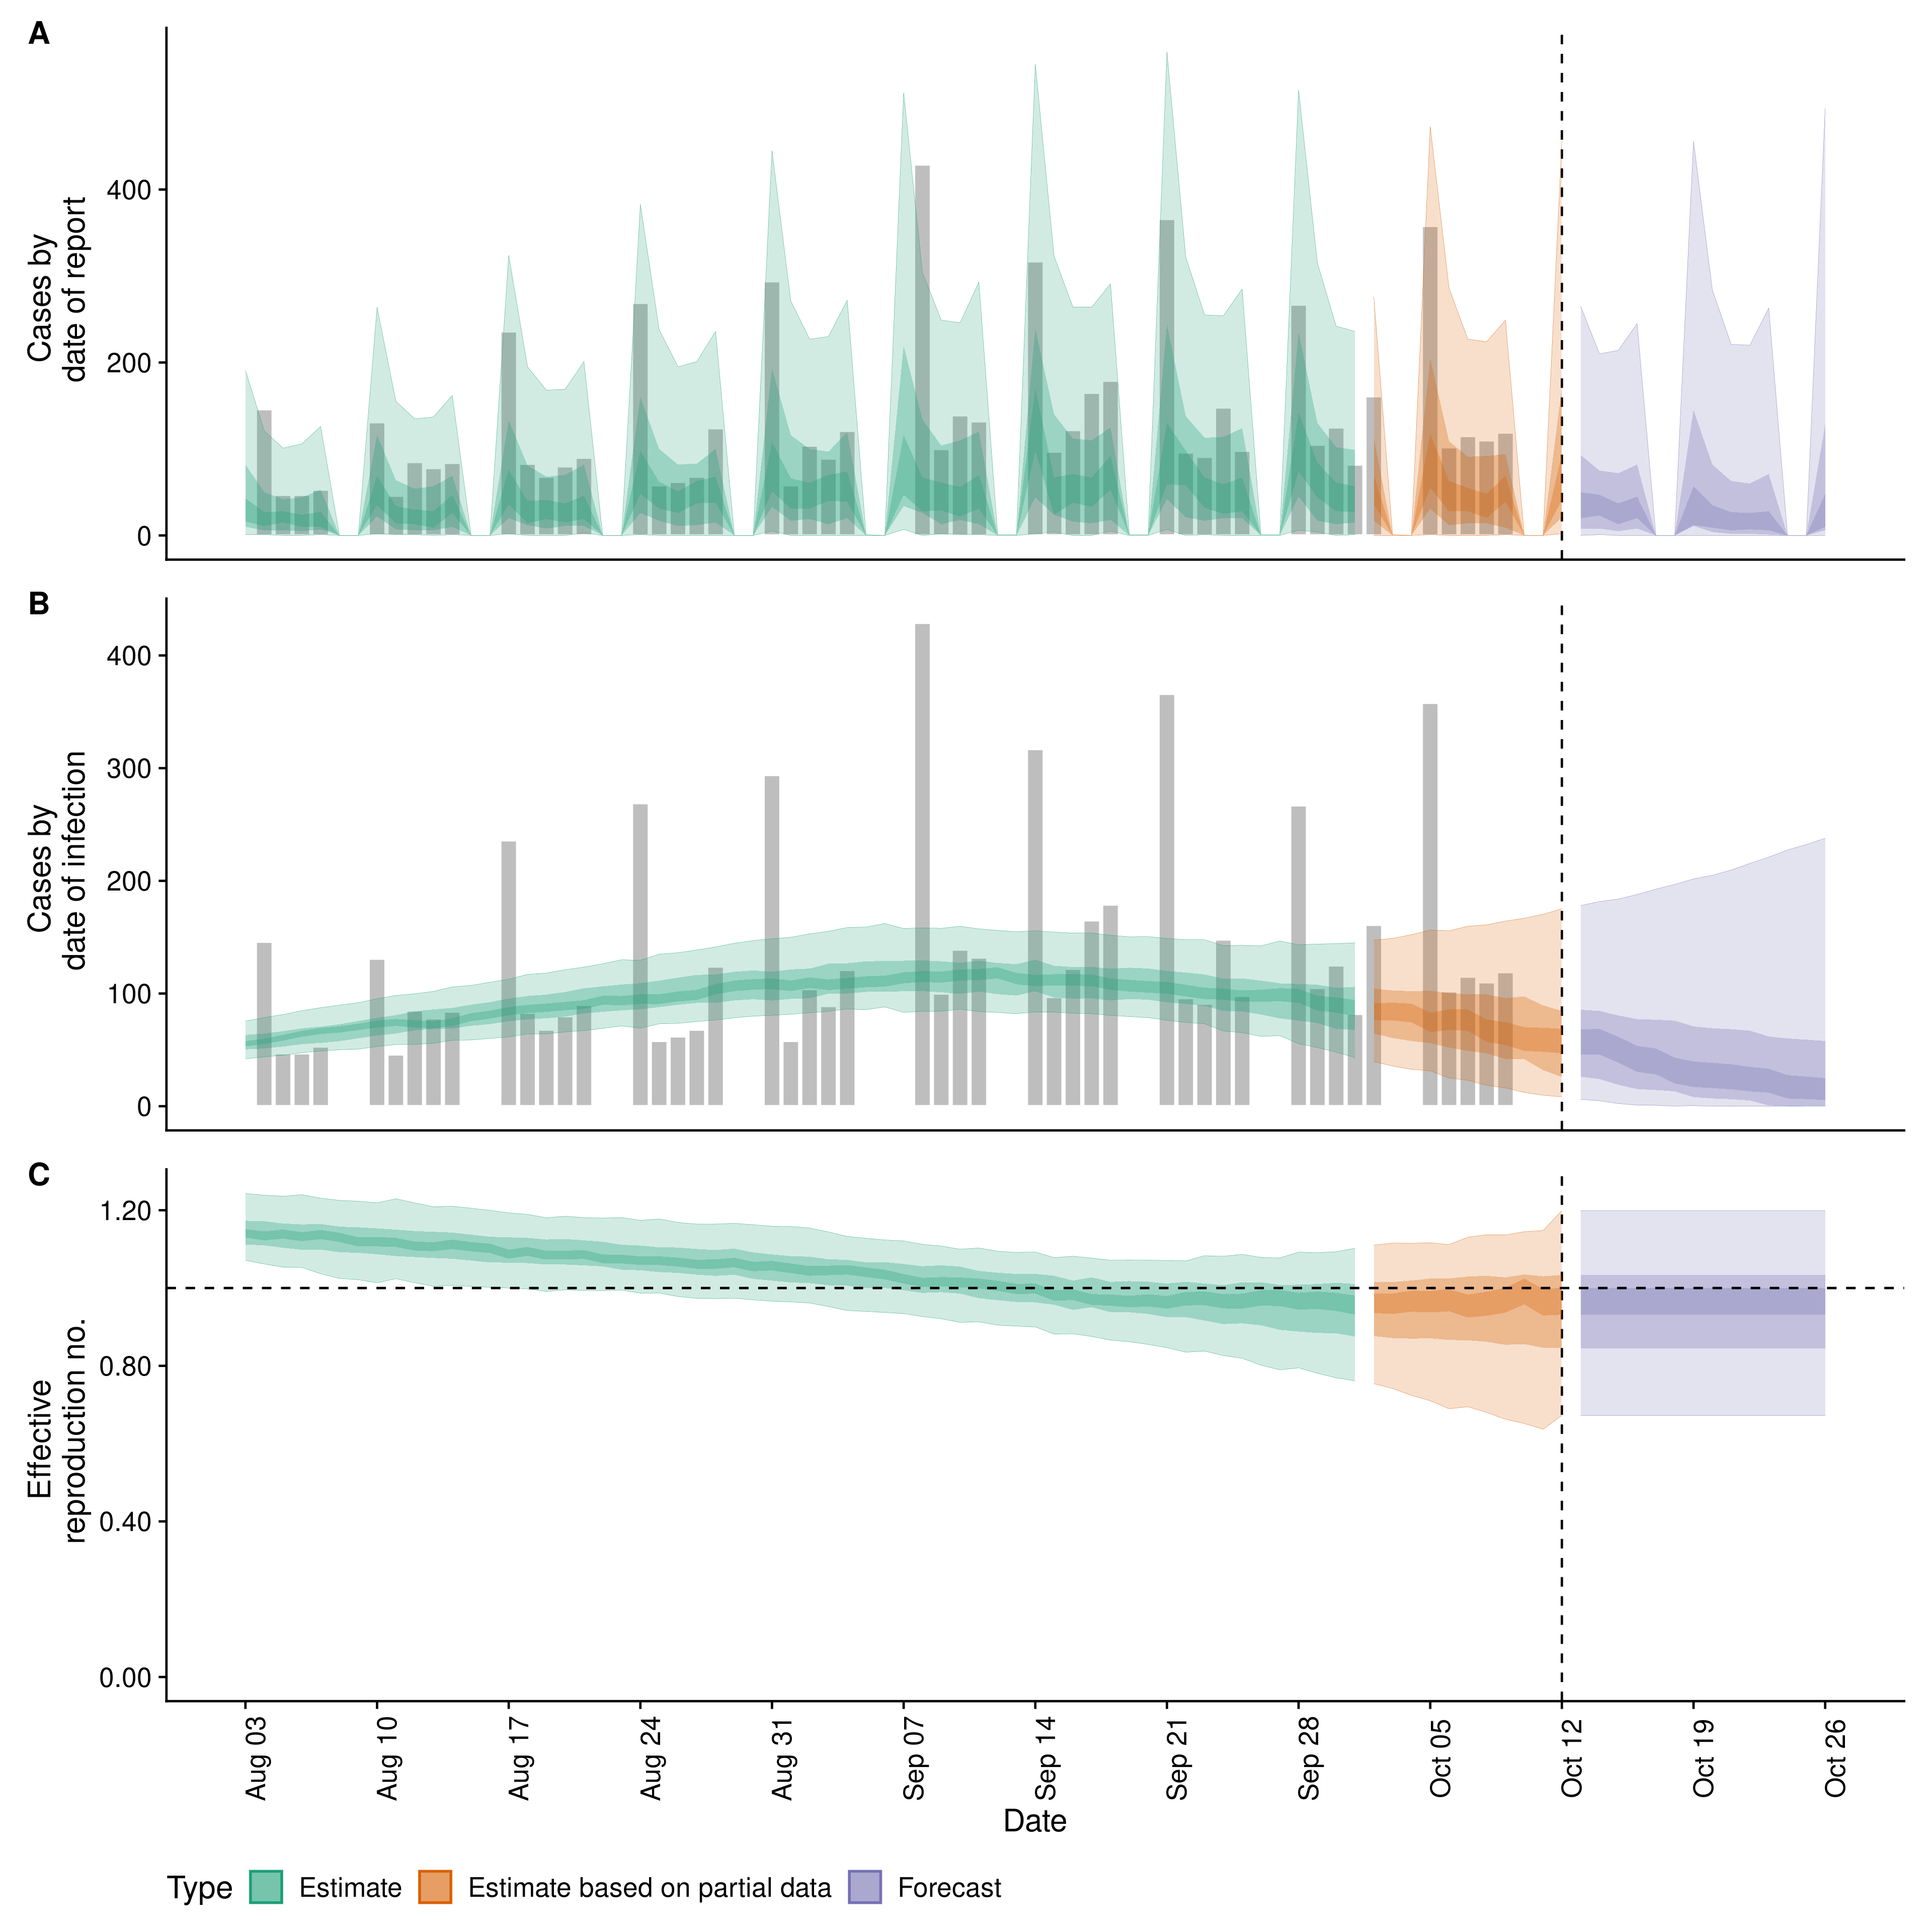 A
Cases by
date of report
400
200
0
B
Cases by
date of infection
400
300
200
100
0
C
Effective
reproduction no.
1.20
0.80
0.40
0.00
Aug 03
Aug 10
Aug 17
Aug 24
Aug 31
Sep 07
Sep 14
Sep 21
Sep 28
Oct 05
Oct 12
Oct 19
Oct 26
Date
Type Estimate Estimate based on partial data Forecast